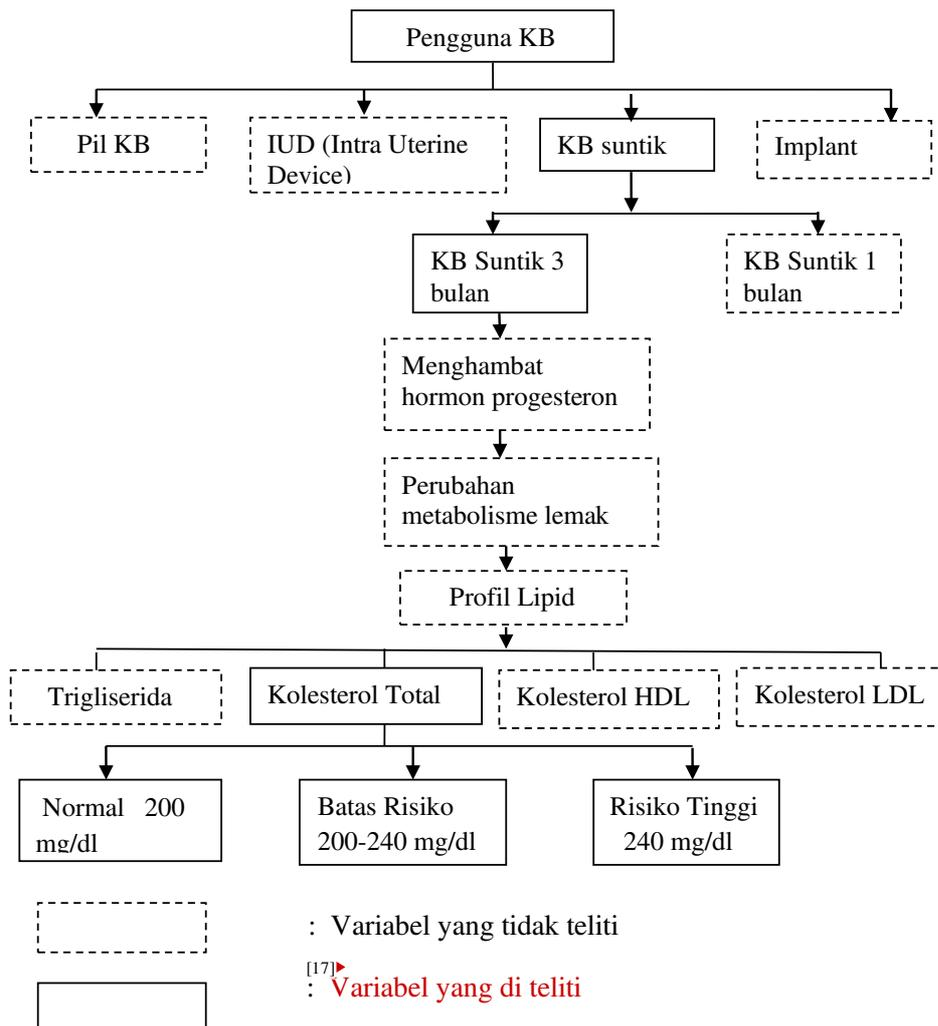 Pengguna KB
Pil KB
IUD (Intra Uterine
Device)
KB suntik
Implant
KB Suntik 3
bulan
KB Suntik 1
bulan
Menghambat
hormon progesteron
Perubahan
metabolisme lemak
Profil Lipid
Trigliserida
Kolesterol Total
Kolesterol HDL
Kolesterol LDL
Normal 200
mg/dl
Batas Risiko
200-240 mg/dl
Risiko Tinggi
240 mg/dl
: Variabel yang tidak teliti
[17]
: Variabel yang di teliti